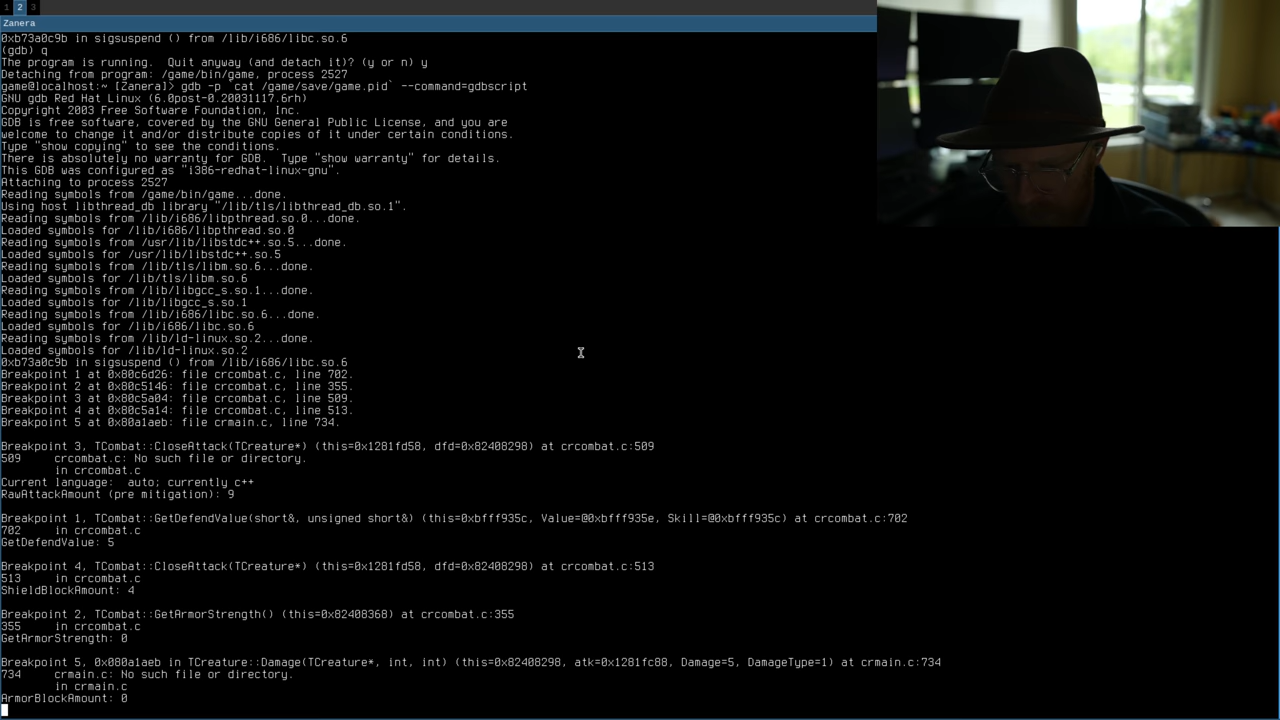 1 2 3
Zanera
0xb73a0c9b in sigsuspend () from /lib/i686/libc.so.6
(gdb) q
The program is running.  Quit anyway (and detach it)? (y or n) y
Detaching from program: /game/bin/game, process 2527
game@localhost:~ [Zanera]> gdb -p `cat /game/save/game.pid` --command=gdbscript
GNU gdb Red Hat Linux (6.0post-0.20031117.6rh)
Copyright 2003 Free Software Foundation, Inc.
GDB is free software, covered by the GNU General Public License, and you are
welcome to change it and/or distribute copies of it under certain conditions.
Type "show copying" to see the conditions.
There is absolutely no warranty for GDB.  Type "show warranty" for details.
This GDB was configured as "i386-redhat-linux-gnu".
Attaching to process 2527
Reading symbols from /game/bin/game...done.
Using host libthread_db library "/lib/tls/libthread_db.so.1".
Reading symbols from /lib/i686/libpthread.so.0...done.
Loaded symbols for /lib/i686/libpthread.so.0
Reading symbols from /usr/lib/libstdc++.so.5...done.
Loaded symbols for /usr/lib/libstdc++.so.5
Reading symbols from /lib/tls/libm.so.6...done.
Loaded symbols for /lib/tls/libm.so.6
Reading symbols from /lib/libgcc_s.so.1...done.
Loaded symbols for /lib/libgcc_s.so.1
Reading symbols from /lib/i686/libc.so.6...done.
Loaded symbols for /lib/i686/libc.so.6
Reading symbols from /lib/ld-linux.so.2...done.
Loaded symbols for /lib/ld-linux.so.2
0xb73a0c9b in sigsuspend () from /lib/i686/libc.so.6
Breakpoint 1 at 0x80c6d26: file crcombat.c, line 702.
Breakpoint 2 at 0x80c5146: file crcombat.c, line 355.
Breakpoint 3 at 0x80c5a04: file crcombat.c, line 509.
Breakpoint 4 at 0x80c5a14: file crcombat.c, line 513.
Breakpoint 5 at 0x80a1aeb: file crmain.c, line 734.
Breakpoint 3, TCombat::CloseAttack(TCreature*) (this=0x1281fd58, dfd=0x82408298) at crcombat.c:509
509     crcombat.c: No such file or directory.
        in crcombat.c
Current language:  auto; currently c++
RawAttackAmount (pre mitigation): 9
Breakpoint 1, TCombat::GetDefendValue(short&, unsigned short&) (this=0xbfff935c, Value=@0xbfff935e, Skill=@0xbfff935c) at crcombat.c:702
702     in crcombat.c
GetDefendValue: 5
Breakpoint 4, TCombat::CloseAttack(TCreature*) (this=0x1281fd58, dfd=0x82408298) at crcombat.c:513
513     in crcombat.c
ShieldBlockAmount: 4
Breakpoint 2, TCombat::GetArmorStrength() (this=0x82408368) at crcombat.c:355
355     in crcombat.c
GetArmorStrength: 0
Breakpoint 5, 0x080a1aeb in TCreature::Damage(TCreature*, int, int) (this=0x82408298, atk=0x1281fc88, Damage=5, DamageType=1) at crmain.c:734
734     crmain.c: No such file or directory.
        in crmain.c
ArmorBlockAmount: 0